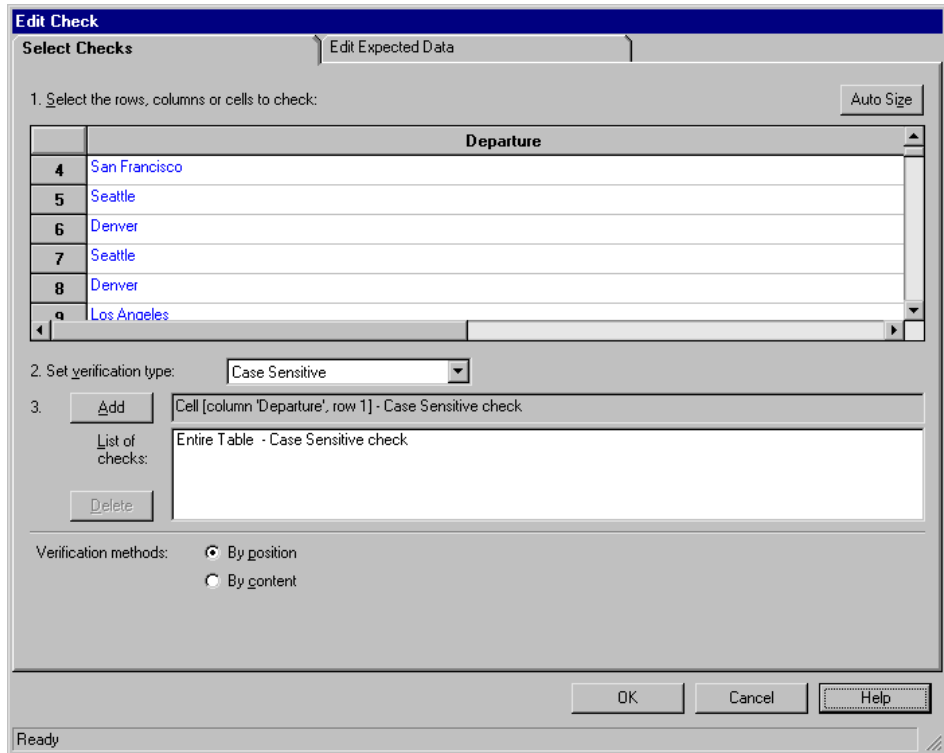 Edit Check
Select Checks
Edit Expected Data
1. Select the rows, columns or cells to check:
Auto Size
Departure
4 San Francisco
5 Seattle
6 Denver
7 Seattle
8 Denver
9 Los Angeles
2. Set verification type: Case Sensitive
3. Add Cell [column 'Departure', row 1] - Case Sensitive check
List of checks: Entire Table - Case Sensitive check
Delete
Verification methods: By position
By content
OK Cancel Help
Ready